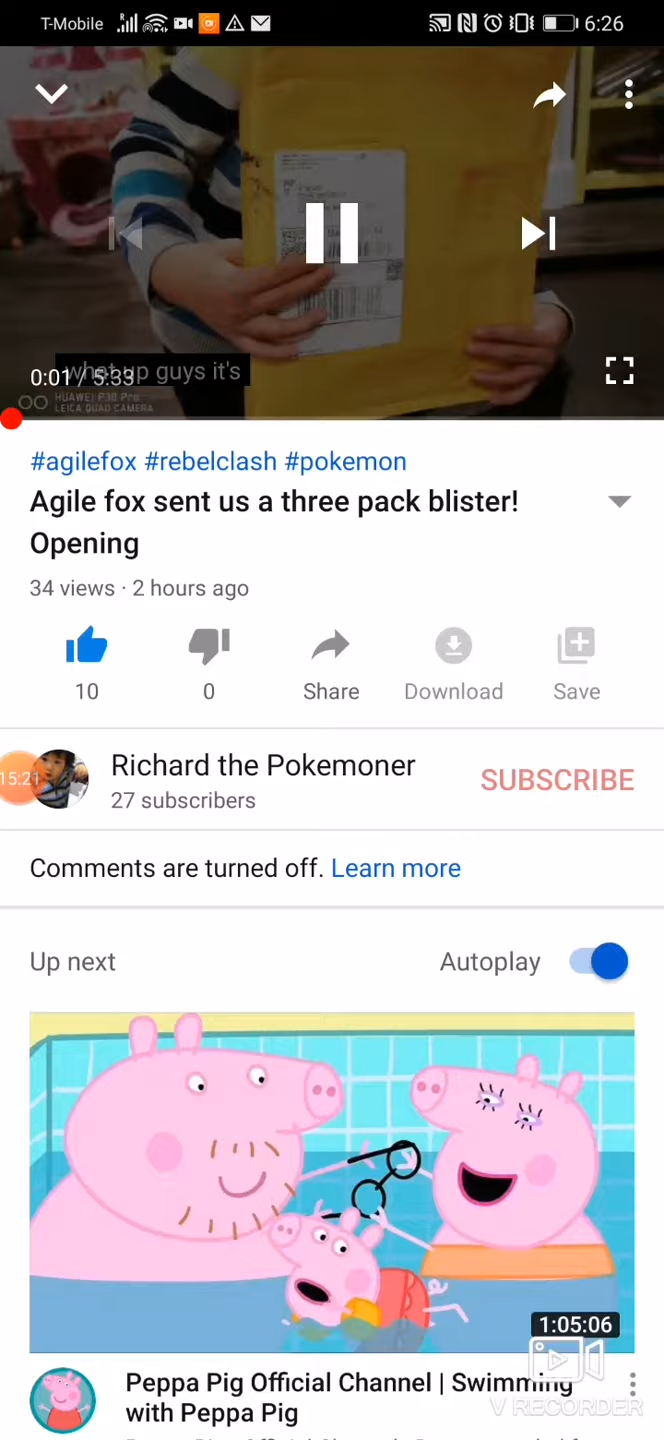 T-Mobile 6:26
what up guys it's
0:01 / 5:33
HUAWEI P30 Pro
LEICA QUAD CAMERA
#agilefox #rebelclash #pokemon
Agile fox sent us a three pack blister!
Opening
34 views · 2 hours ago
10 0 Share Download Save
15:21
Richard the Pokemoner
27 subscribers
SUBSCRIBE
Comments are turned off. Learn more
Up next Autoplay
1:05:06
Peppa Pig Official Channel | Swimming
with Peppa Pig
V RECORDER